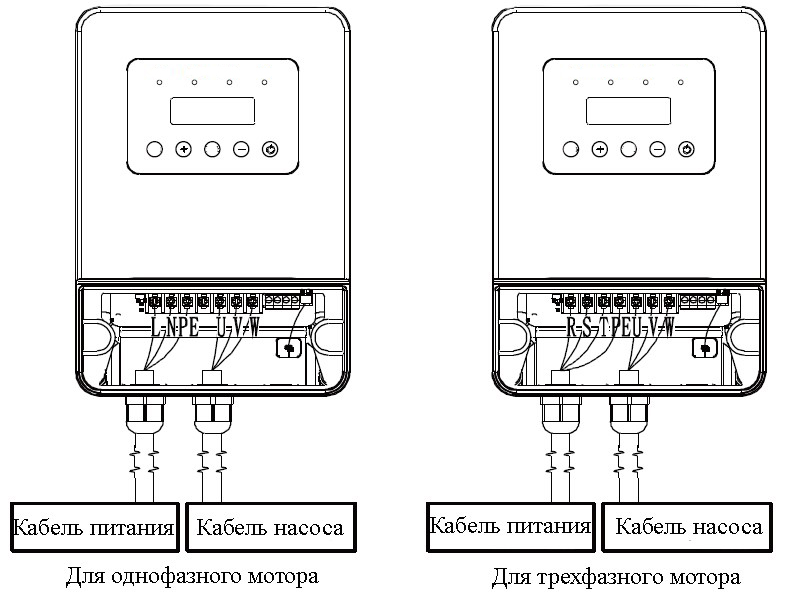 L N PE U-V-W
R-S-T PE U-V-W
Кабель питания
Кабель насоса
Кабель питания
Кабель насоса
Для однофазного мотора
Для трехфазного мотора